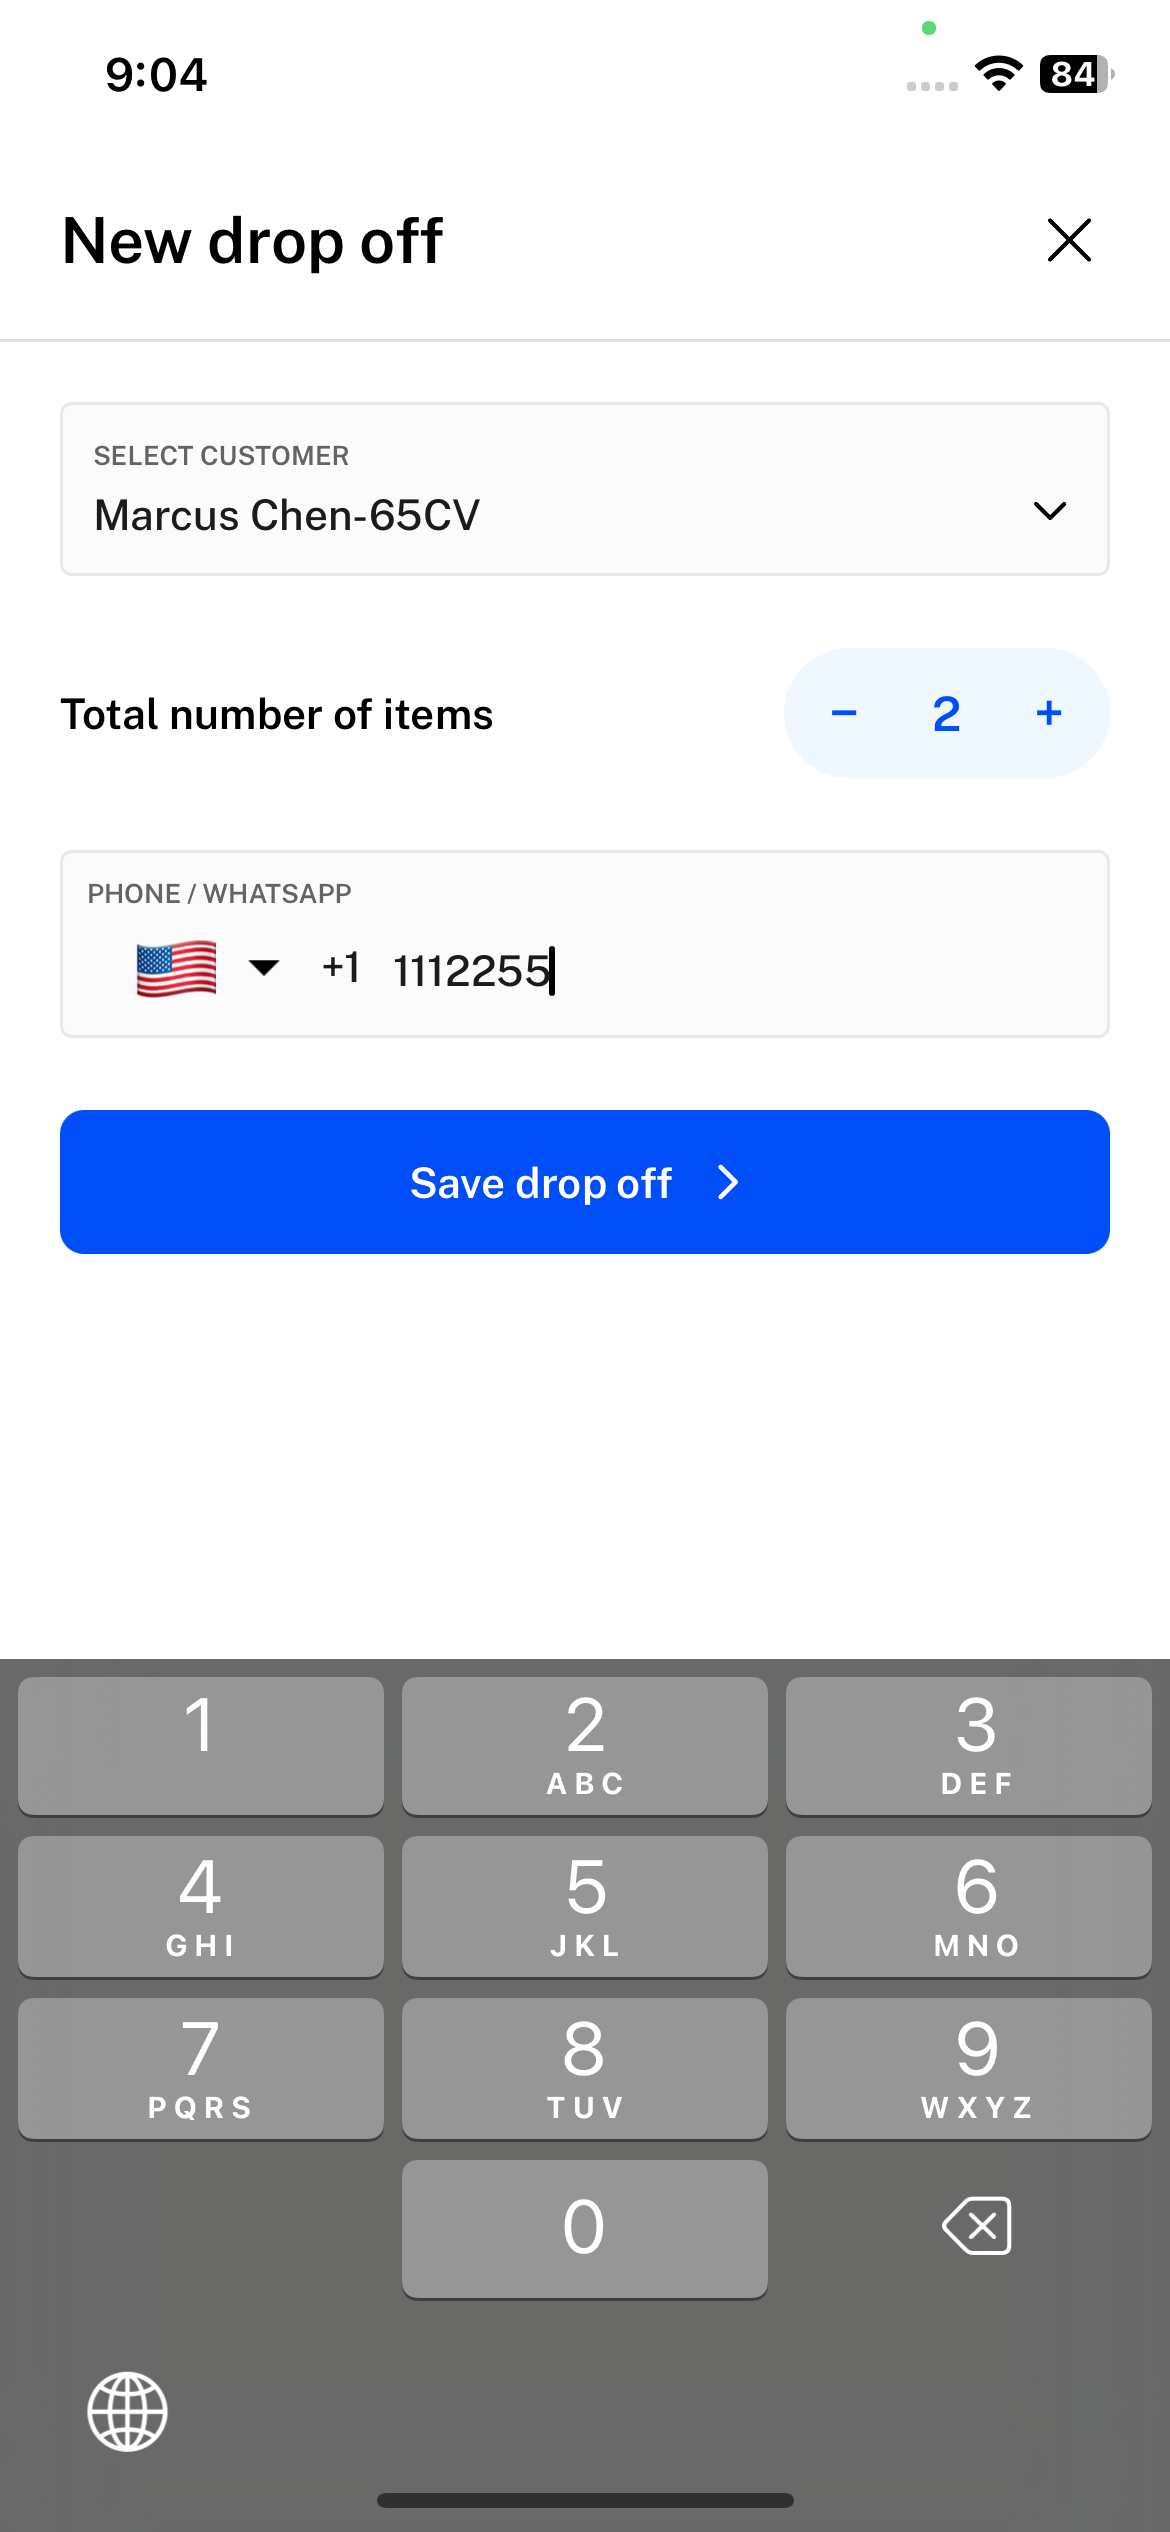 9:04
84
New drop off
SELECT CUSTOMER
Marcus Chen-65CV
Total number of items
− 2 +
PHONE / WHATSAPP
+1 1112255
Save drop off
1 2 3
ABC DEF
4 5 6
GHI JKL MNO
7 8 9
PQRS TUV WXYZ
0